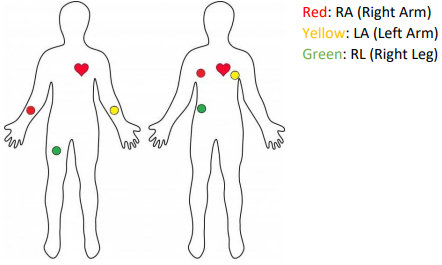 Red: RA (Right Arm)
Yellow: LA (Left Arm)
Green: RL (Right Leg)